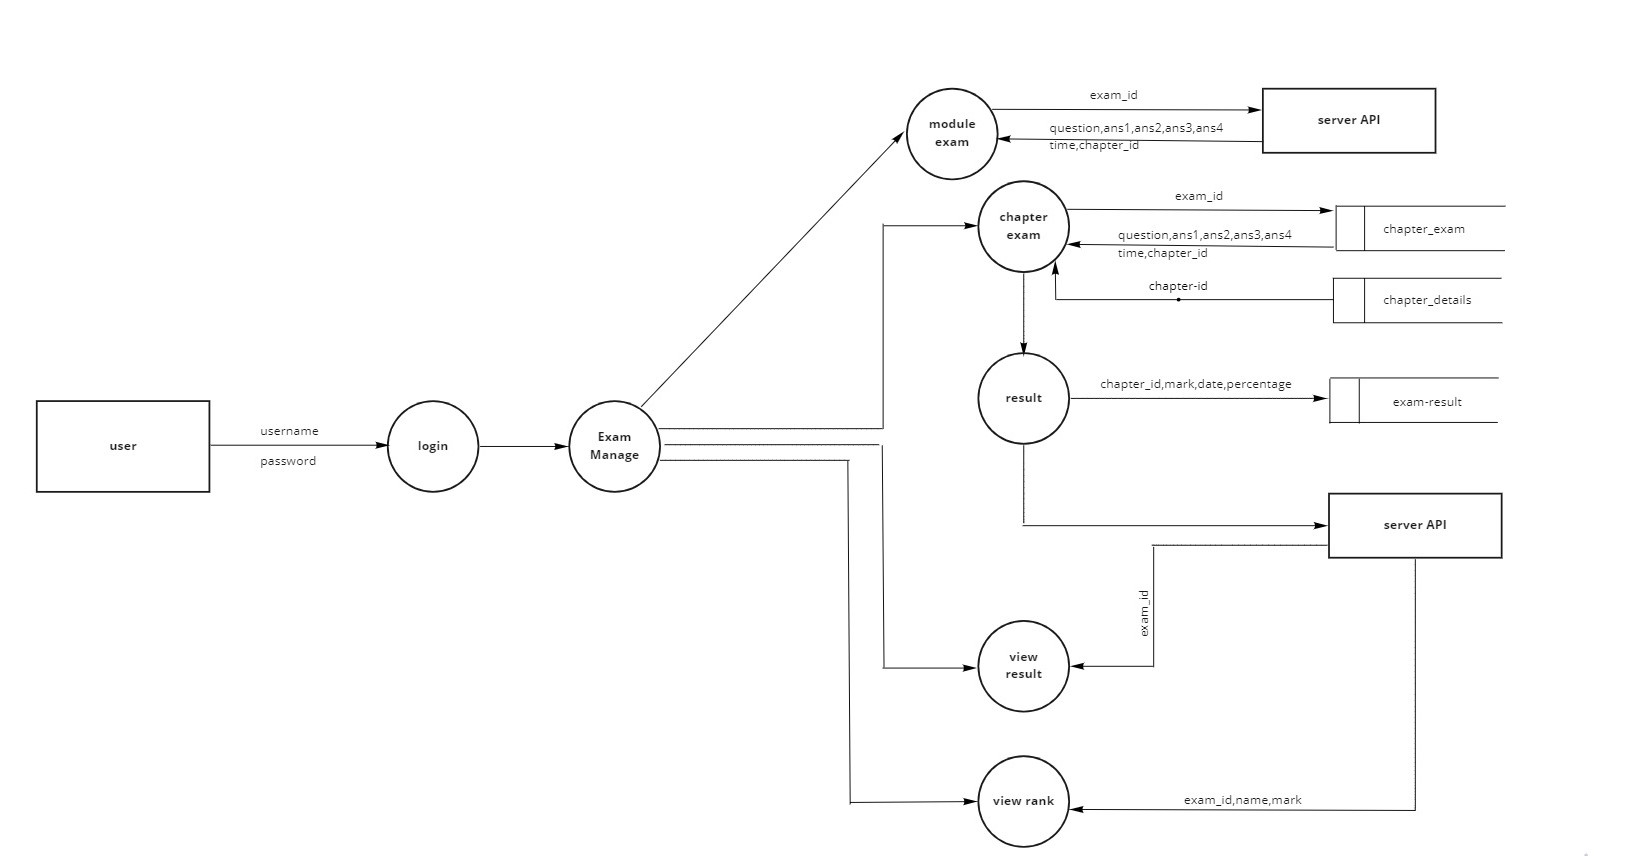 exam_id
module
exam
server API
question,ans1,ans2,ans3,ans4
time,chapter_id
exam_id
chapter
exam
chapter_exam
question,ans1,ans2,ans3,ans4
time,chapter_id
chapter-id
chapter_details
chapter_id,mark,date,percentage
result
exam-result
user
username
password
login
Exam
Manage
server API
exam_id
view
result
view rank
exam_id,name,mark